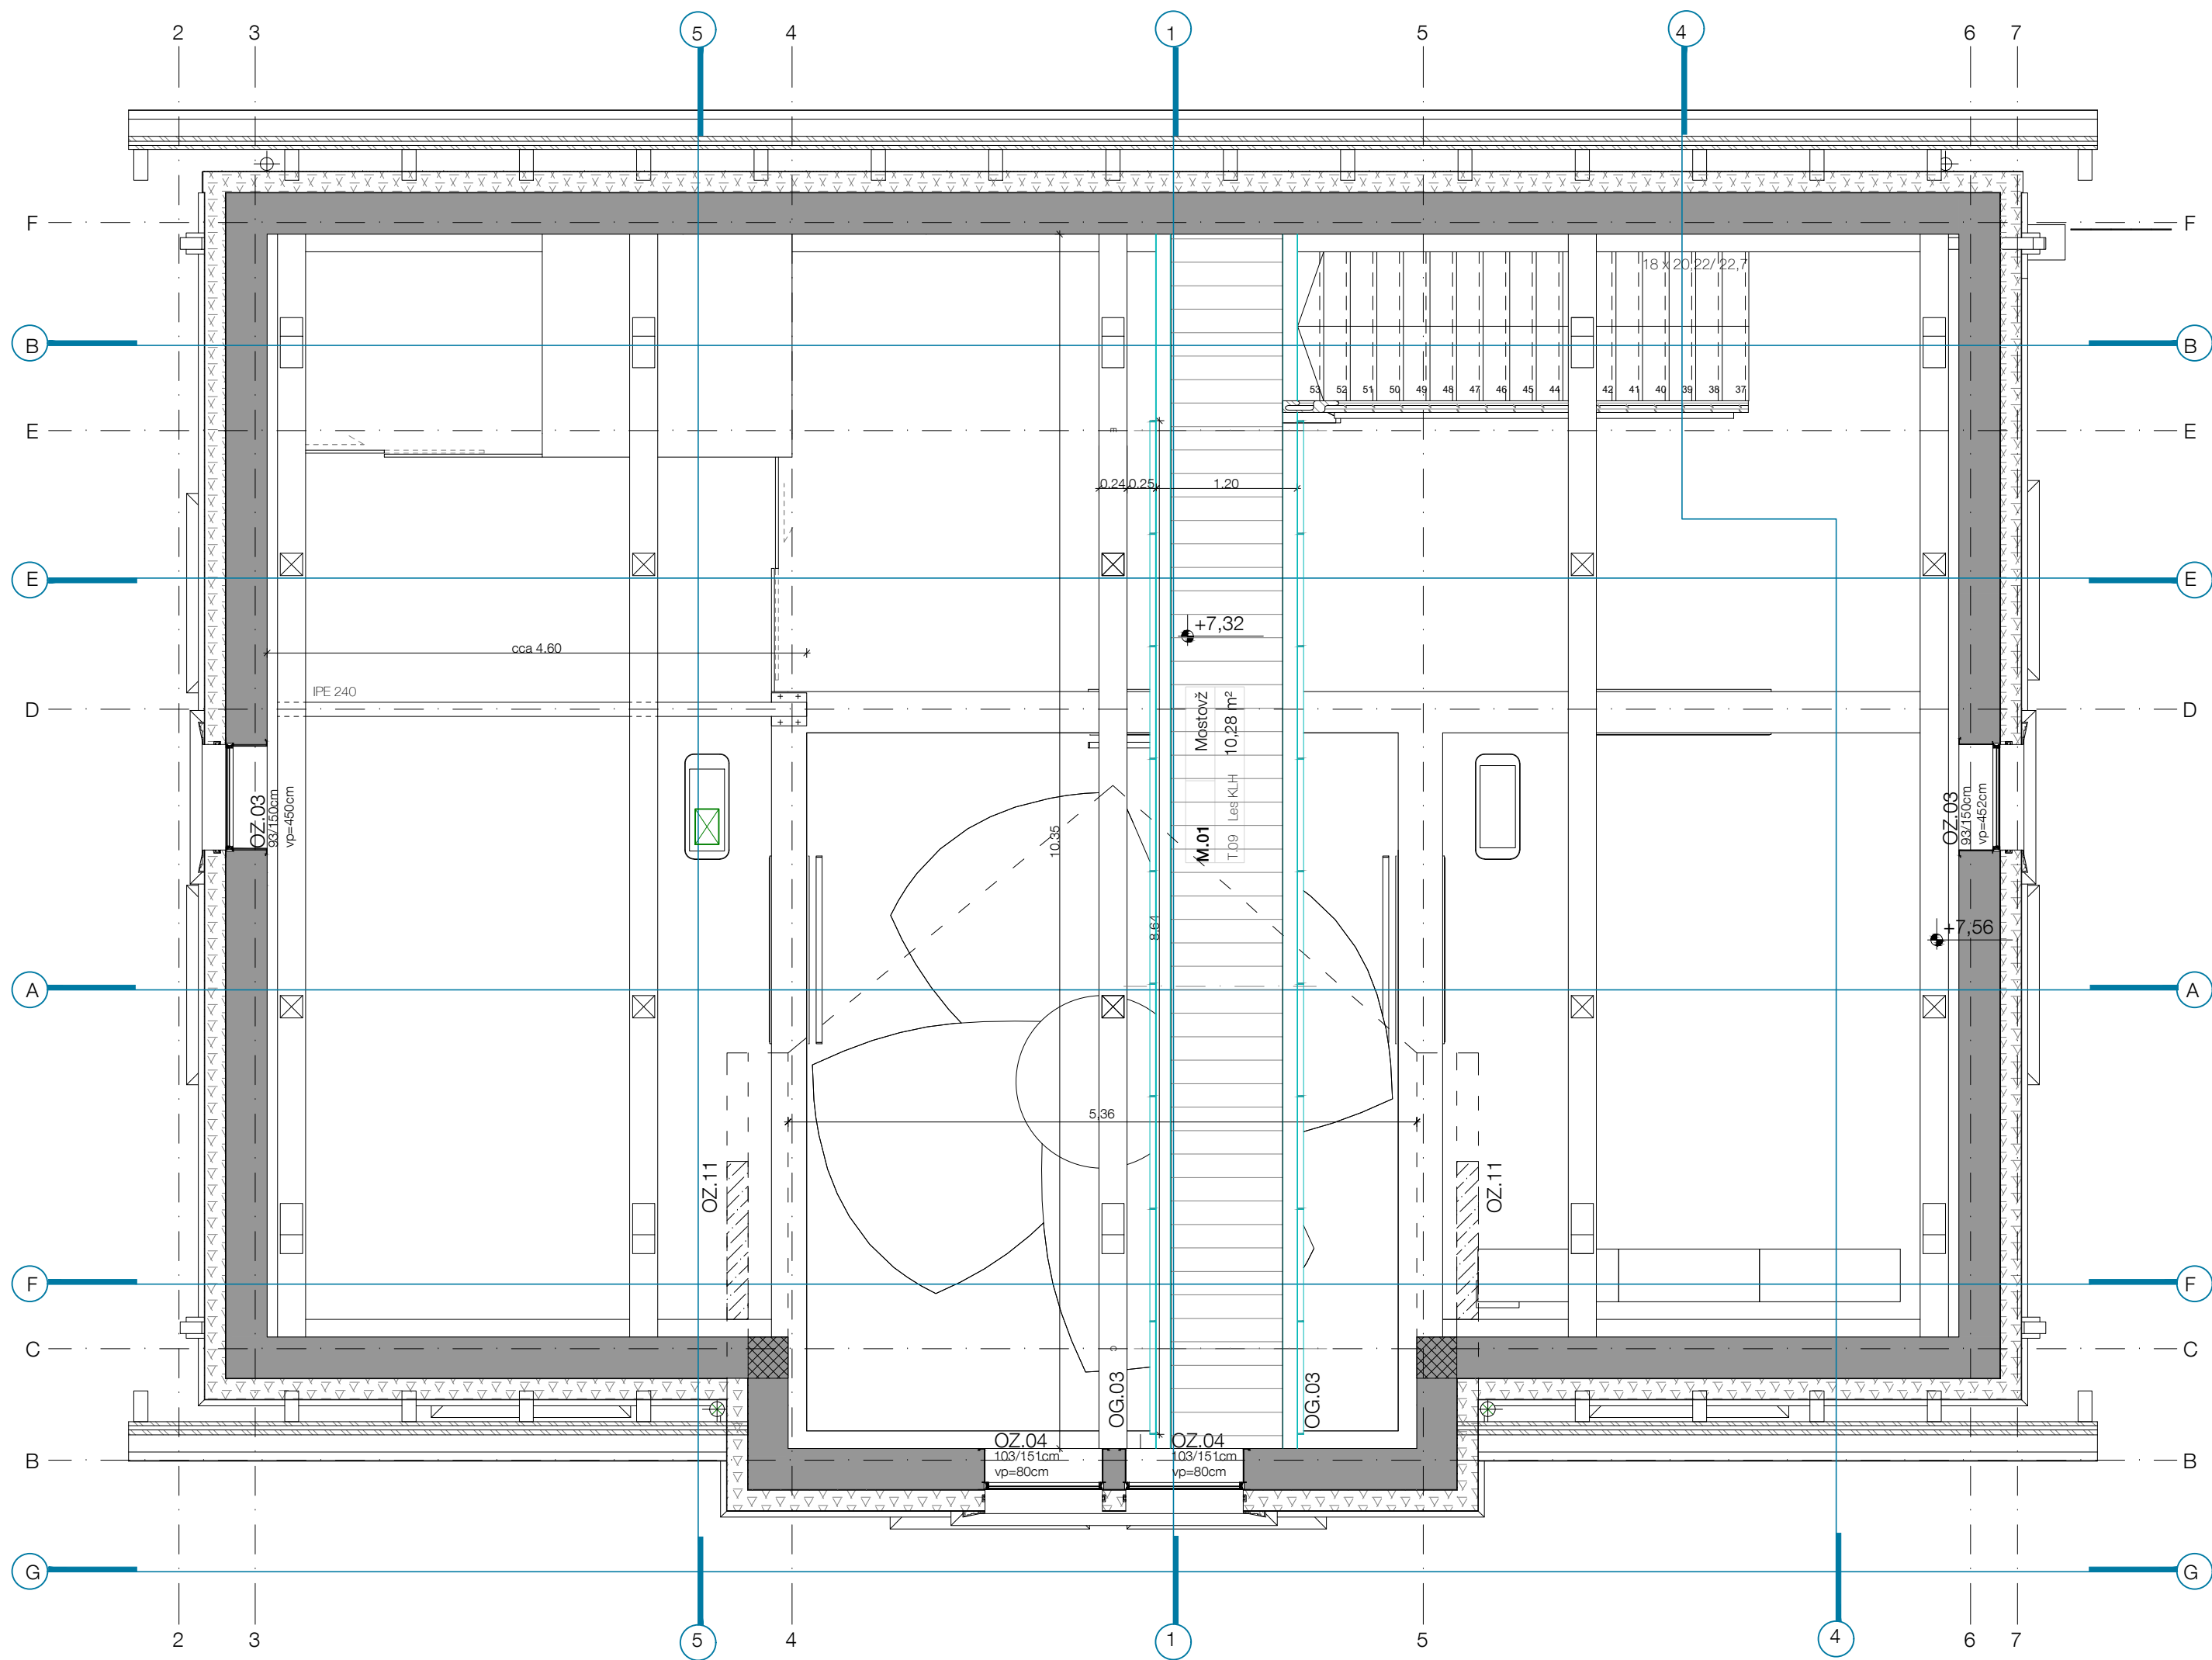 2
3
5
4
1
5
4
6
7
F
F
18 x 20,22/ 22,7
B
B
53
52
51
50
49
48
47
46
45
44
42
41
40
39
38
37
E
E
E
0.24
0.25
1.20
E
E
+7,32
cca 4.60
IPE 240
D
D
M.01
Mostovž
T.09
Les KLH
10,28 m²
OZ.03
93/150cm
vp=450cm
10.35
OZ.03
93/150cm
vp=452cm
8.64
+7,56
A
A
5,36
OZ.11
OZ.11
F
F
C
C
C
OG.03
OG.03
OZ.04
103/151cm
vp=80cm
OZ.04
103/151cm
vp=80cm
B
B
G
G
2
3
5
4
1
5
4
6
7